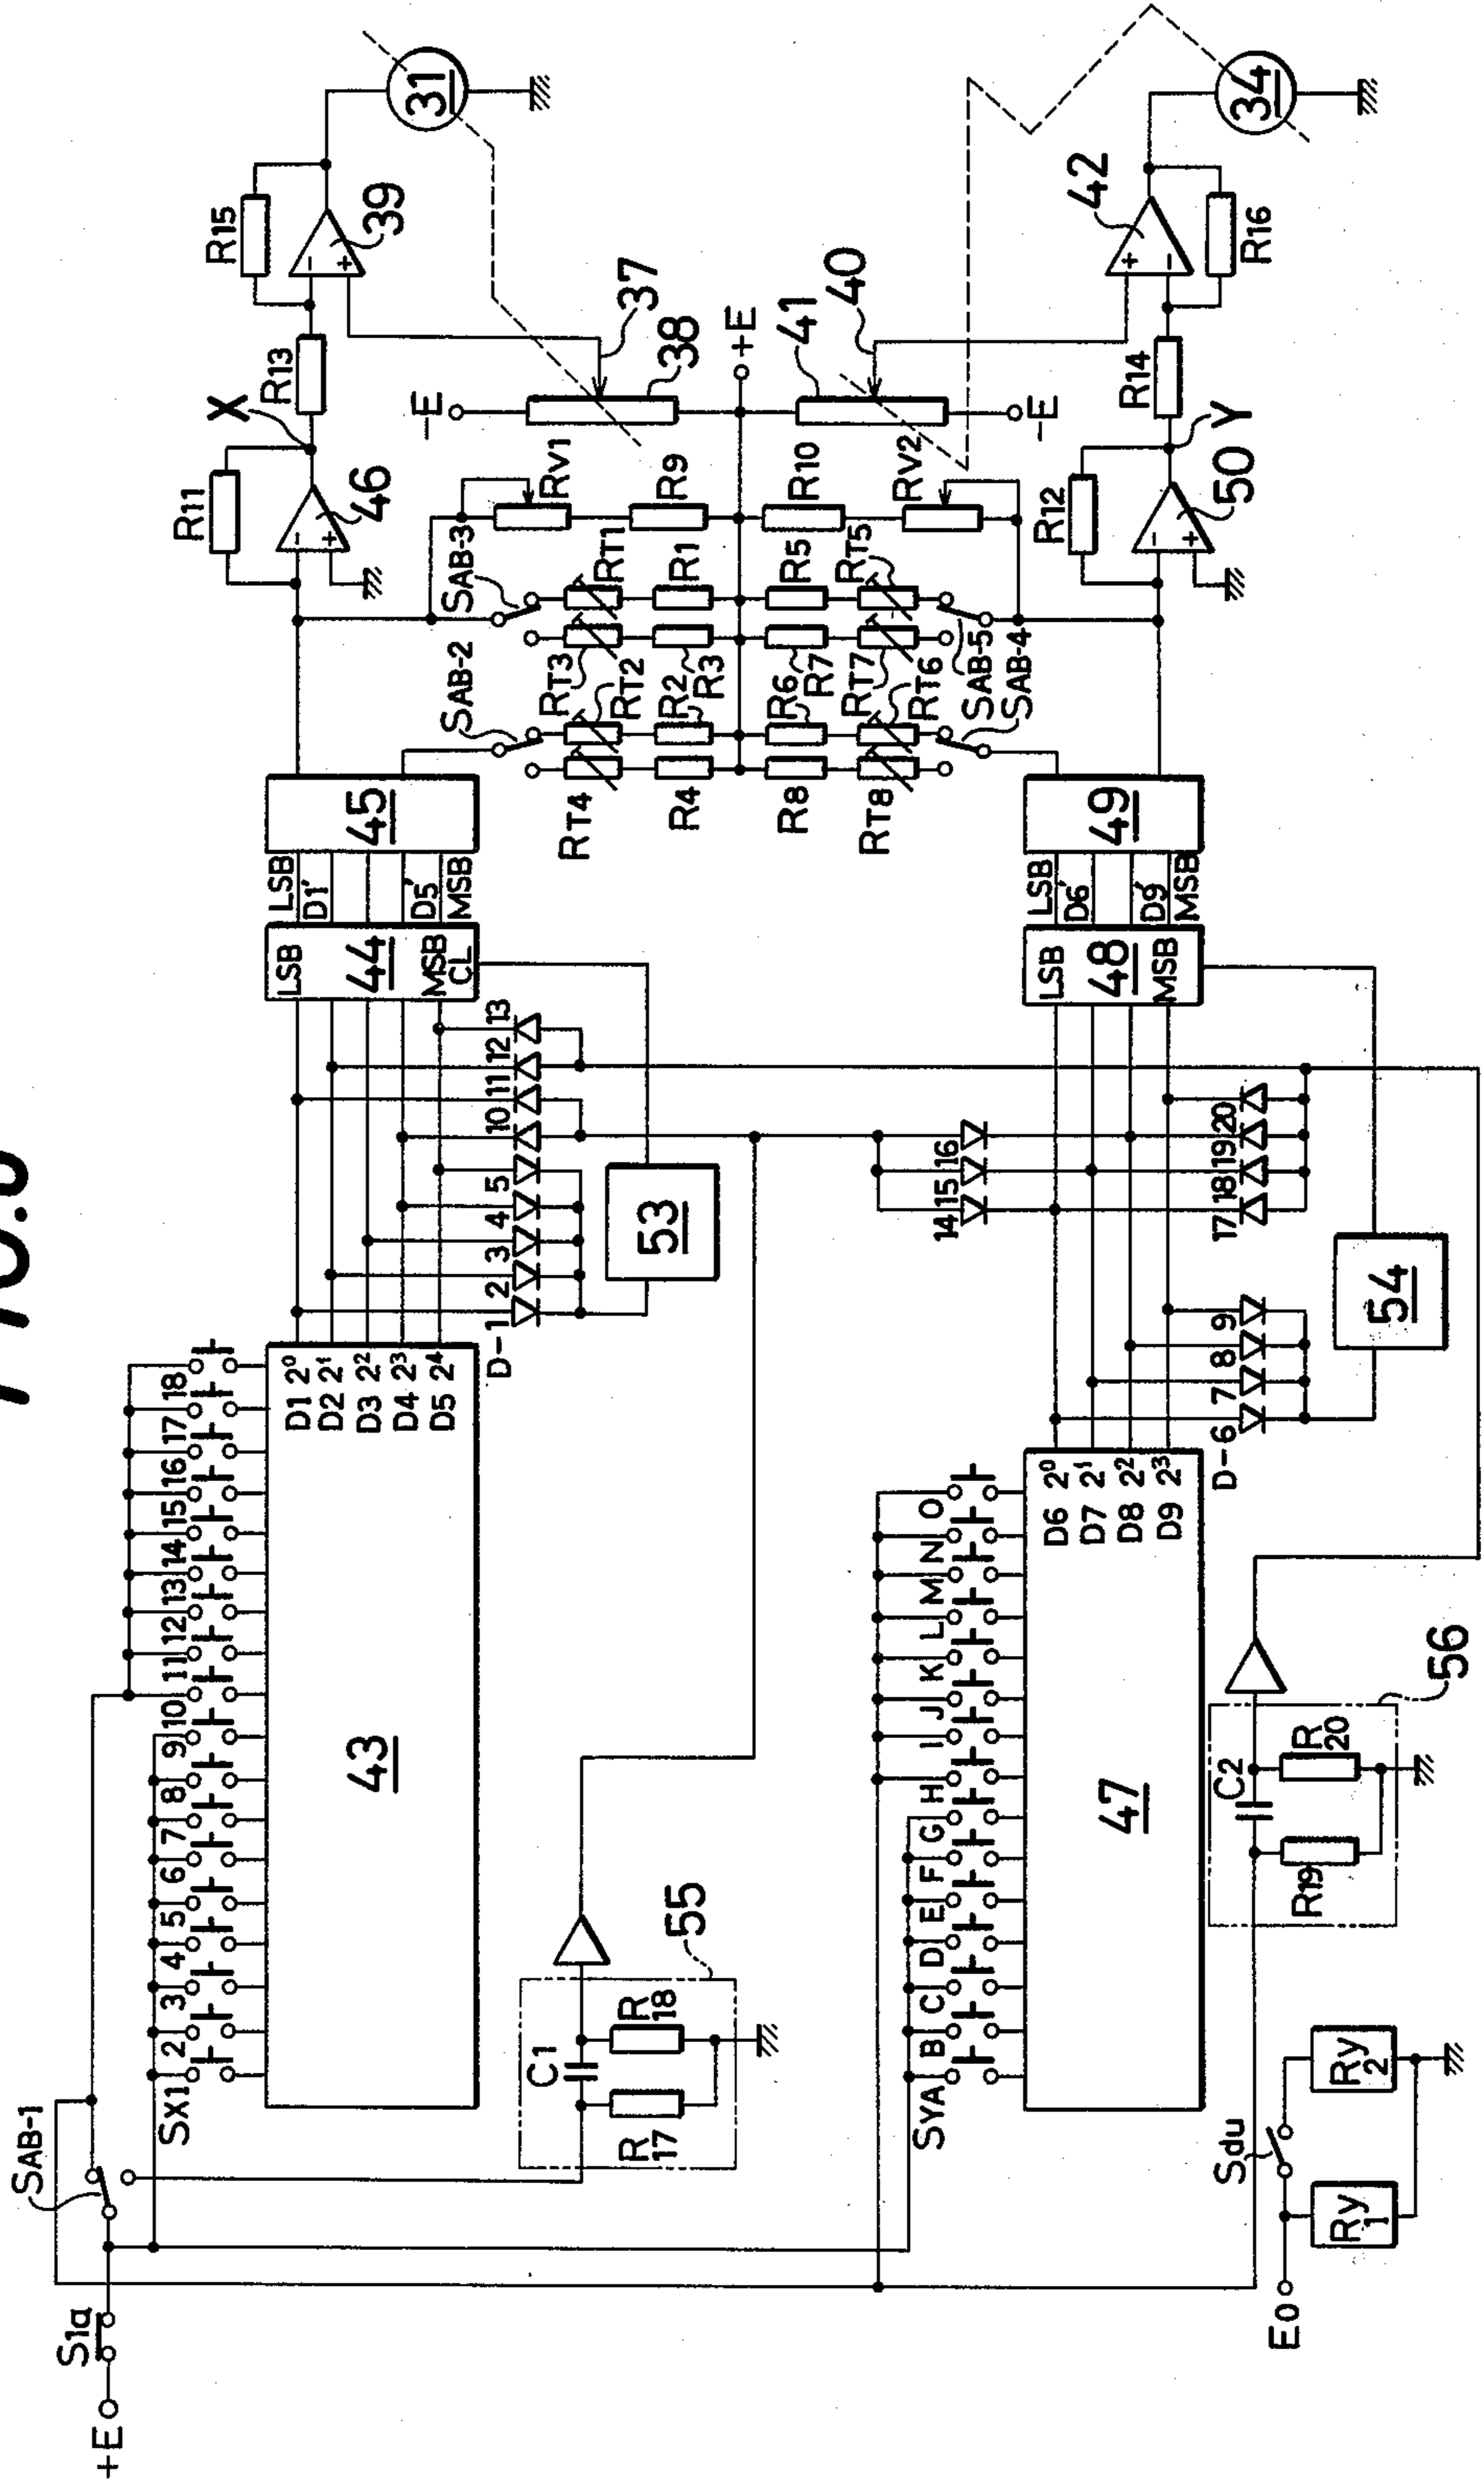 +E
S1a
SAB-1
SX1 2 3 4 5 6 7 8 9 10 11 12 13 14 15 16 17 18
43
D1 2⁰
D2 2¹
D3 2²
D4 2³
D5 2⁴
D-1 2 3 4 5 10 11 12 13
53
LSB
44
MSB
CL
LSB
D1'
D5'
MSB
45
R11
46
X
R13
R15
39
31
SAB-2
SAB-3
RT4
RT3
RT2
RT1
RV1
R4
R2
R3
R1
R9
-E
37
38
+E
R8
R6
R7
R5
R10
41
40
RT8
RT7
RT6
RT5
RV2
-E
SAB-5
SAB-4
C1
R17
R18
55
14 15 16
SYA B C D E F G H I J K L M N O
47
D6 2⁰
D7 2¹
D8 2²
D9 2³
D-6 7 8 9 17 18 19 20
54
LSB
48
MSB
LSB
D6'
D9'
MSB
49
R12
50
Y
R14
R16
42
34
C2
R19
R20
56
E0
Sdu
Ry1
Ry2